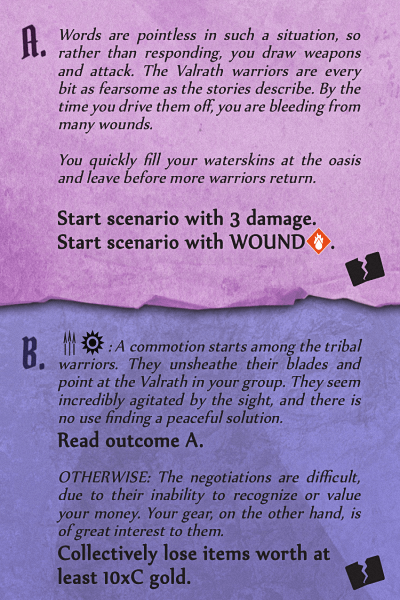 A.
Words are pointless in such a situation, so
rather than responding, you draw weapons
and attack. The Valrath warriors are every
bit as fearsome as the stories describe. By the
time you drive them off, you are bleeding from
many wounds.
You quickly fill your waterskins at the oasis
and leave before more warriors return.
Start scenario with 3 damage.
Start scenario with WOUND.
B.
: A commotion starts among the tribal
warriors. They unsheathe their blades and
point at the Valrath in your group. They seem
incredibly agitated by the sight, and there is
no use finding a peaceful solution.
Read outcome A.
OTHERWISE: The negotiations are difficult,
due to their inability to recognize or value
your money. Your gear, on the other hand, is
of great interest to them.
Collectively lose items worth at
least 10xC gold.